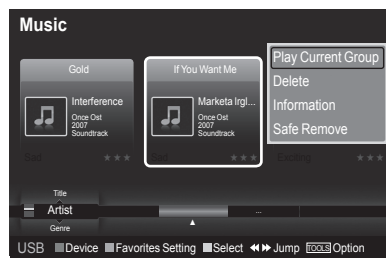 Music
Gold
Interference
Once Ost
2007
Soundtrack
Sad
If You Want Me
Marketa Irgl...
Once Ost
2007
Soundtrack
Sad
Play Current Group
Delete
Information
Safe Remove
Exciting
Title
Artist
Genre
...
USB Device Favorites Setting Select Jump TOOLS Option